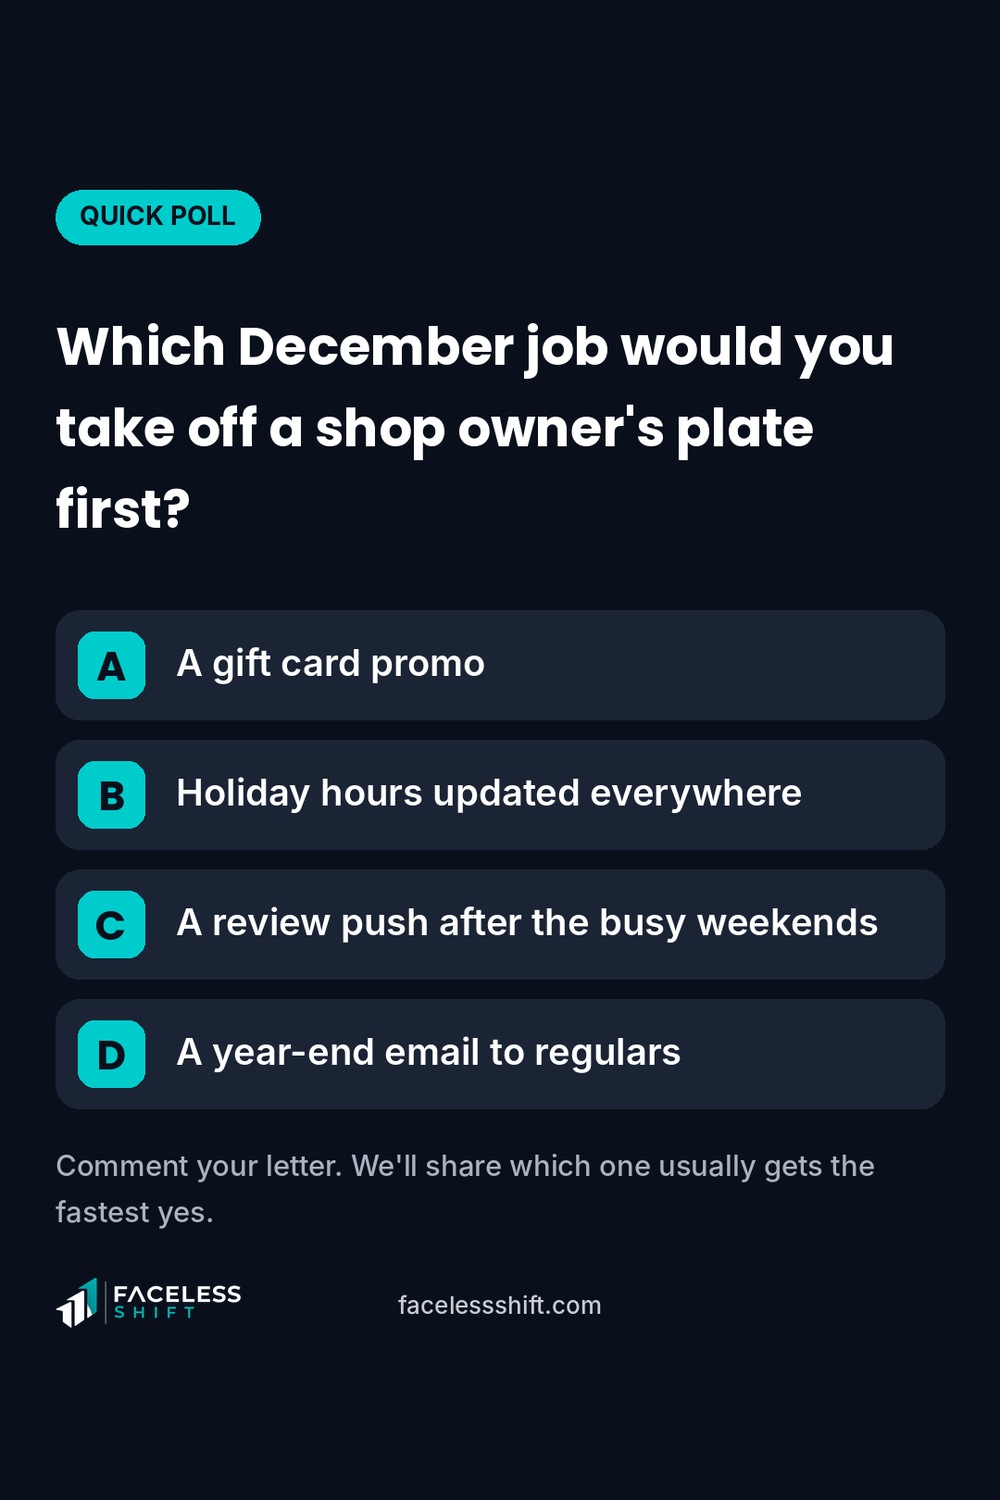 QUICK POLL
Which December job would you
take off a shop owner's plate
first?
A A gift card promo
B Holiday hours updated everywhere
C A review push after the busy weekends
D A year-end email to regulars
Comment your letter. We'll share which one usually gets the
fastest yes.
FACELESS
SHIFT
facelessshift.com